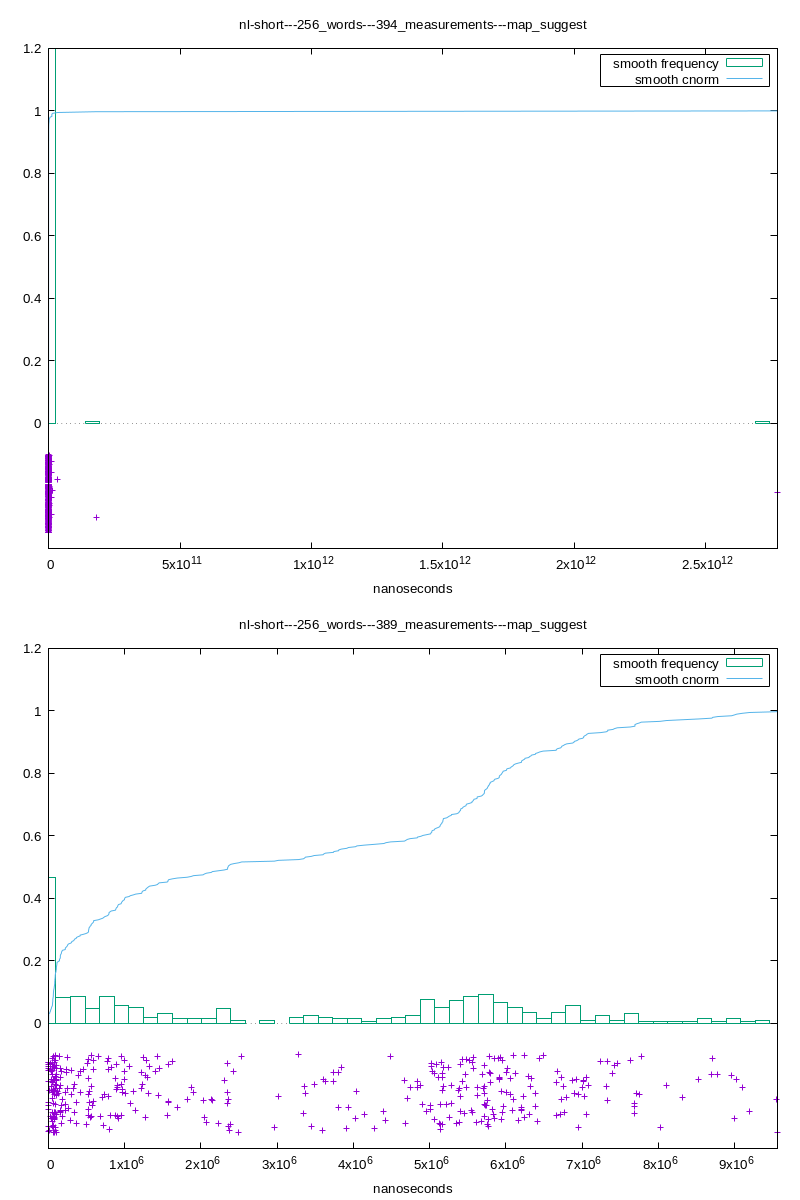 nl-short---256_words---394_measurements---map_suggest
1.2
smooth frequency
smooth cnorm
1
0.8
0.6
0.4
0.2
0
0 5x10^11 1x10^12 1.5x10^12 2x10^12 2.5x10^12
nanoseconds
nl-short---256_words---389_measurements---map_suggest
1.2
smooth frequency
smooth cnorm
1
0.8
0.6
0.4
0.2
0
0 1x10^6 2x10^6 3x10^6 4x10^6 5x10^6 6x10^6 7x10^6 8x10^6 9x10^6
nanoseconds